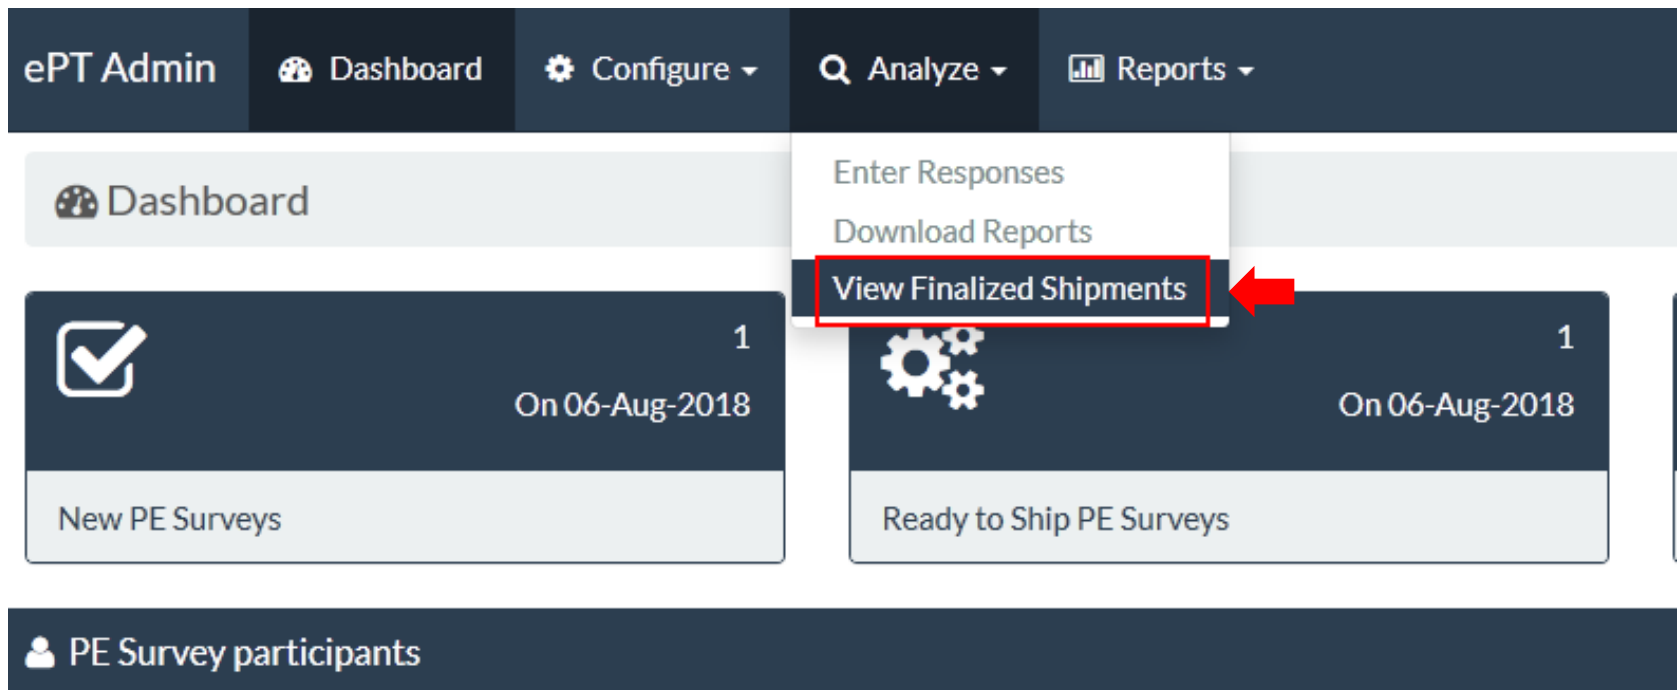 ePT Admin Dashboard Configure Analyze Reports
Enter Responses
Download Reports
View Finalized Shipments
Dashboard
1
On 06-Aug-2018
New PE Surveys
1
On 06-Aug-2018
Ready to Ship PE Surveys
PE Survey participants